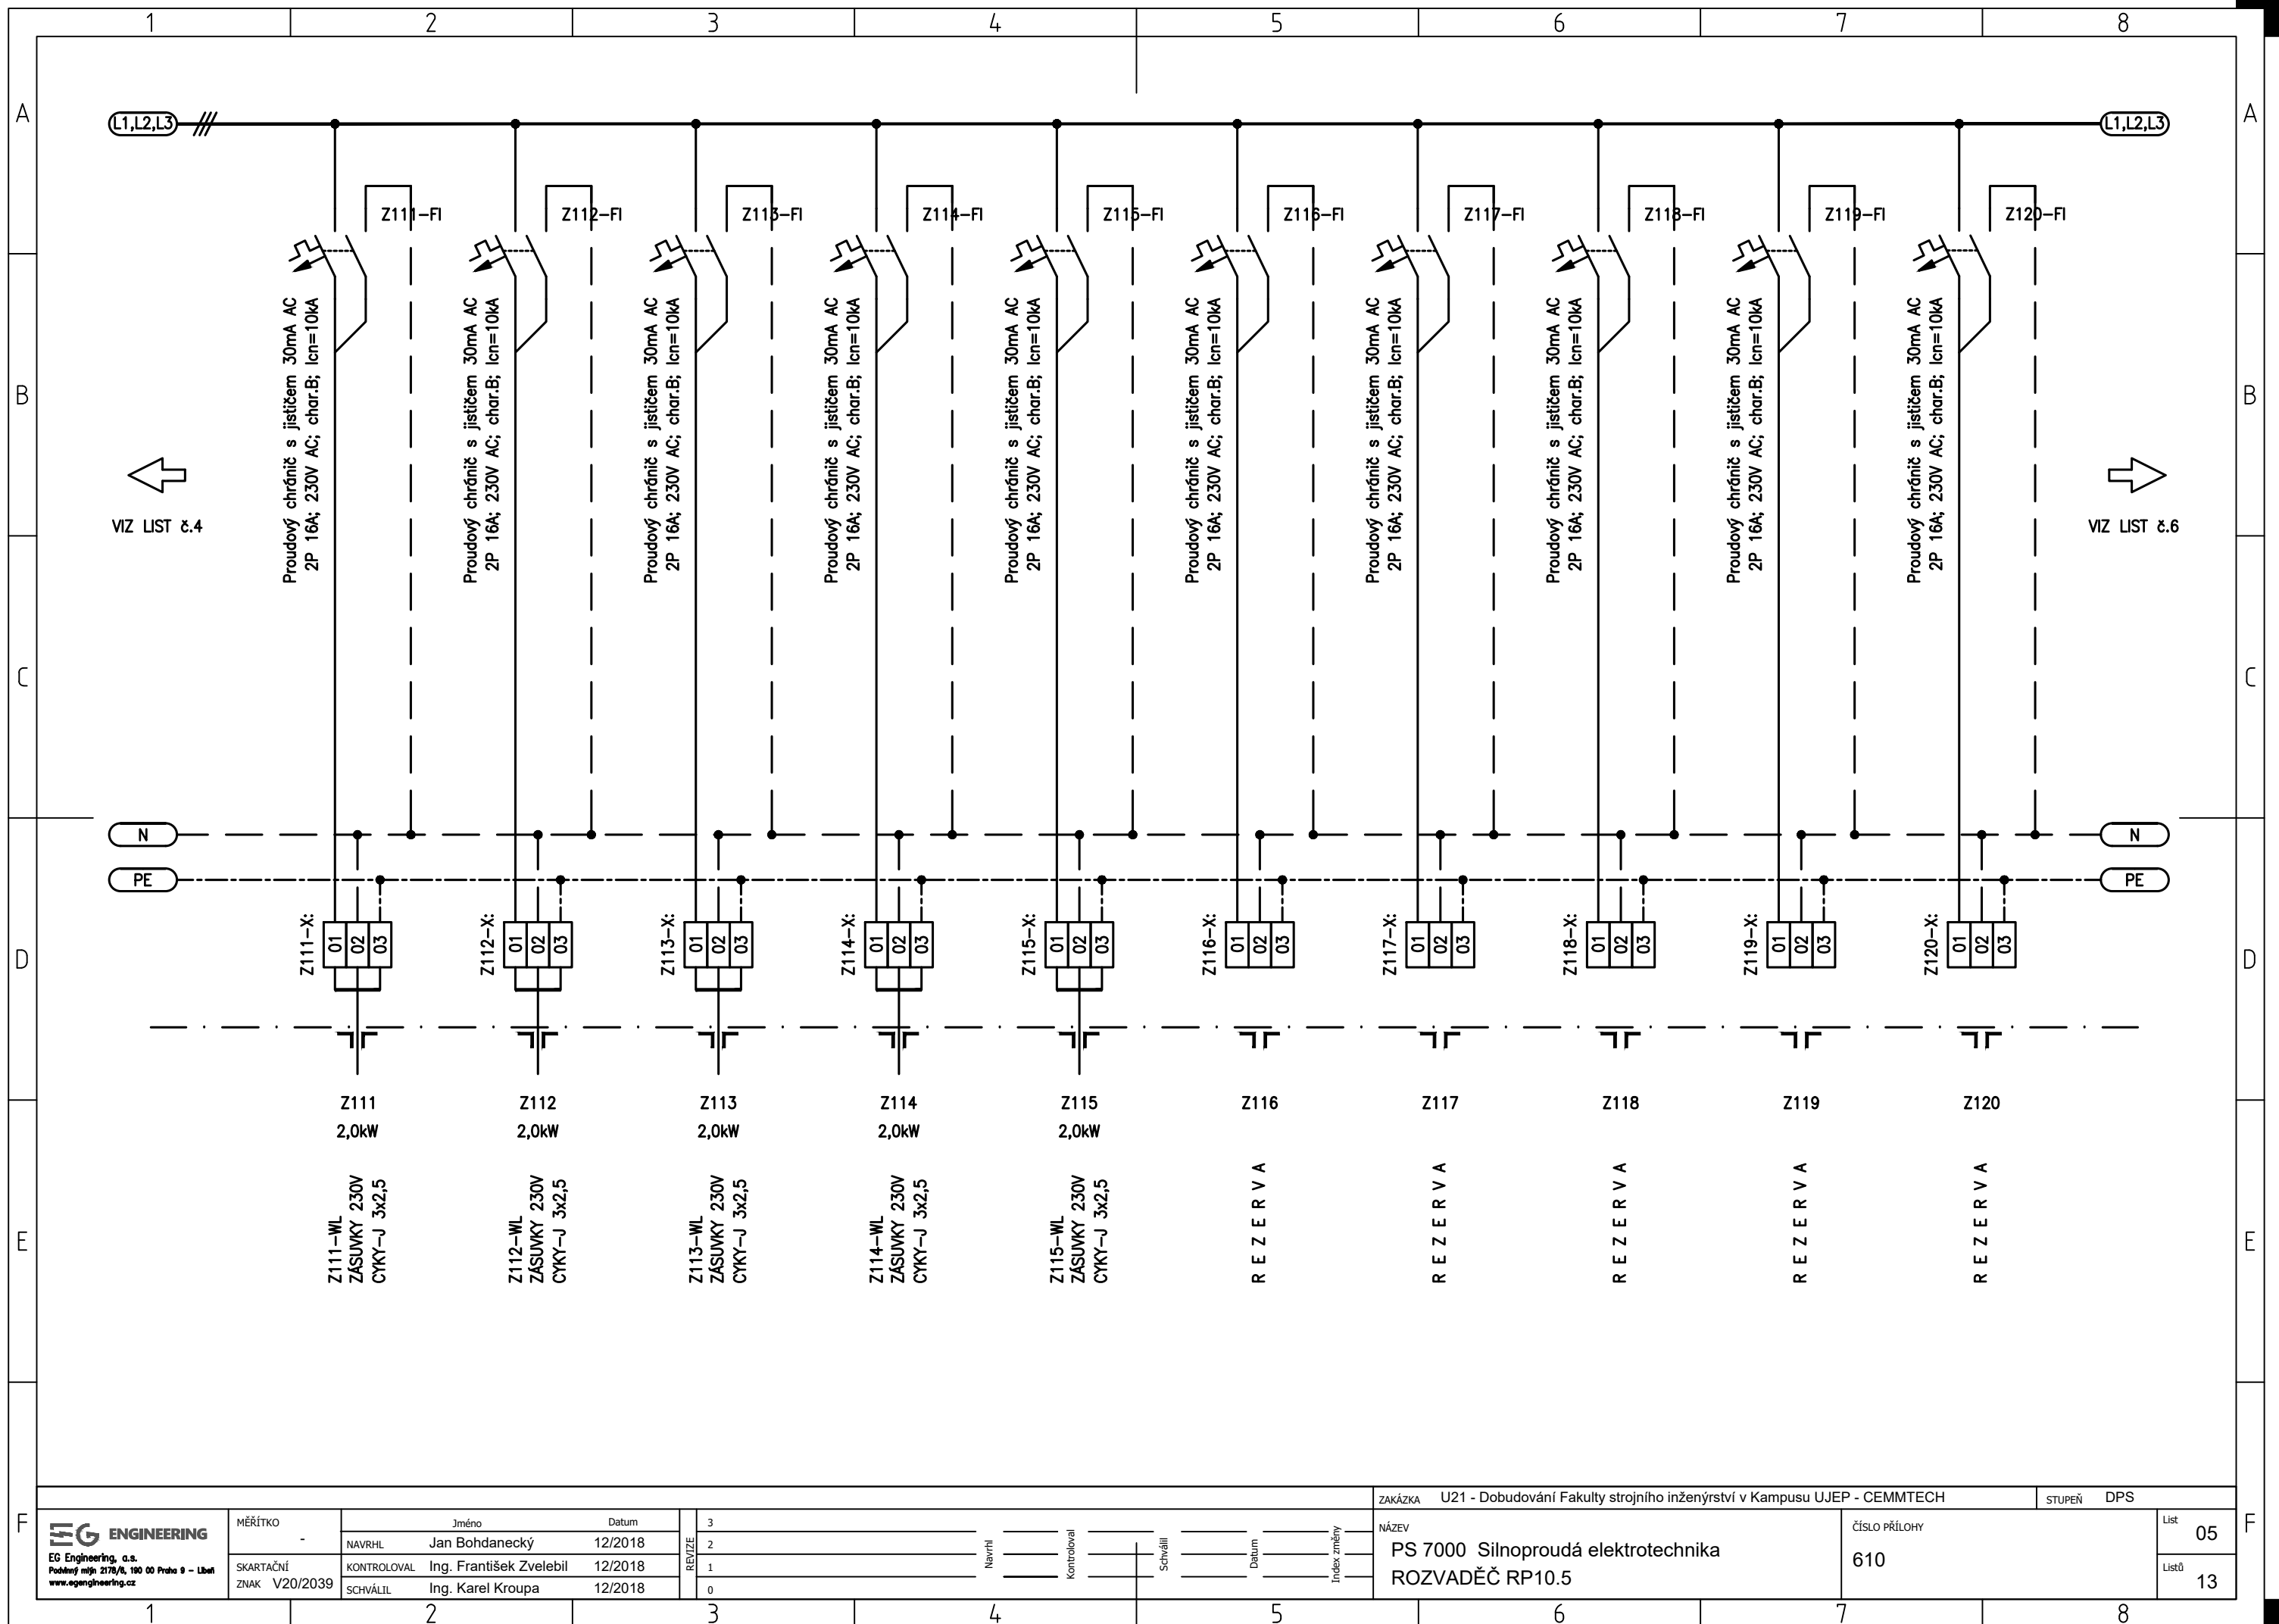 1 2 3 4 5 6 7 8
A A
L1,L2,L3 L1,L2,L3
Z111-FI Z112-FI Z113-FI Z114-FI Z115-FI Z116-FI Z117-FI Z118-FI Z119-FI Z120-FI
Proudový chránič s jističem 30mA AC
2P 16A; 230V AC; char.B; Icn=10kA
Proudový chránič s jističem 30mA AC
2P 16A; 230V AC; char.B; Icn=10kA
Proudový chránič s jističem 30mA AC
2P 16A; 230V AC; char.B; Icn=10kA
Proudový chránič s jističem 30mA AC
2P 16A; 230V AC; char.B; Icn=10kA
Proudový chránič s jističem 30mA AC
2P 16A; 230V AC; char.B; Icn=10kA
Proudový chránič s jističem 30mA AC
2P 16A; 230V AC; char.B; Icn=10kA
Proudový chránič s jističem 30mA AC
2P 16A; 230V AC; char.B; Icn=10kA
Proudový chránič s jističem 30mA AC
2P 16A; 230V AC; char.B; Icn=10kA
Proudový chránič s jističem 30mA AC
2P 16A; 230V AC; char.B; Icn=10kA
Proudový chránič s jističem 30mA AC
2P 16A; 230V AC; char.B; Icn=10kA
B B
VIZ LIST č.4 VIZ LIST č.6
C C
N N
PE PE
Z111-X: 01 02 03
Z112-X: 01 02 03
Z113-X: 01 02 03
Z114-X: 01 02 03
Z115-X: 01 02 03
Z116-X: 01 02 03
Z117-X: 01 02 03
Z118-X: 01 02 03
Z119-X: 01 02 03
Z120-X: 01 02 03
D D
Z111 Z112 Z113 Z114 Z115 Z116 Z117 Z118 Z119 Z120
2,0kW 2,0kW 2,0kW 2,0kW 2,0kW
Z111-WL
ZÁSUVKY 230V
CYKY-J 3x2,5
Z112-WL
ZÁSUVKY 230V
CYKY-J 3x2,5
Z113-WL
ZÁSUVKY 230V
CYKY-J 3x2,5
Z114-WL
ZÁSUVKY 230V
CYKY-J 3x2,5
Z115-WL
ZÁSUVKY 230V
CYKY-J 3x2,5
R E Z E R V A
R E Z E R V A
R E Z E R V A
R E Z E R V A
R E Z E R V A
E E
F F
EG ENGINEERING
EG Engineering, a.s.
Podvinný mlýn 2178/6, 190 00 Praha 9 – Libeň
www.egengineering.cz
MĚŘÍTKO
-
SKARTAČNÍ
ZNAK V20/2039
Jméno Datum
NAVRHL Jan Bohdanecký 12/2018
KONTROLOVAL Ing. František Zvelebil 12/2018
SCHVÁLIL Ing. Karel Kroupa 12/2018
REVIZE
3
2
1
0
Navrhl
Kontroloval
Schválil
Datum
Index změny
ZAKÁZKA U21 - Dobudování Fakulty strojního inženýrství v Kampusu UJEP - CEMMTECH
STUPEŇ DPS
NÁZEV
PS 7000 Silnoproudá elektrotechnika
ROZVADĚČ RP10.5
ČÍSLO PŘÍLOHY
610
List 05
Listů 13
1 2 3 4 5 6 7 8